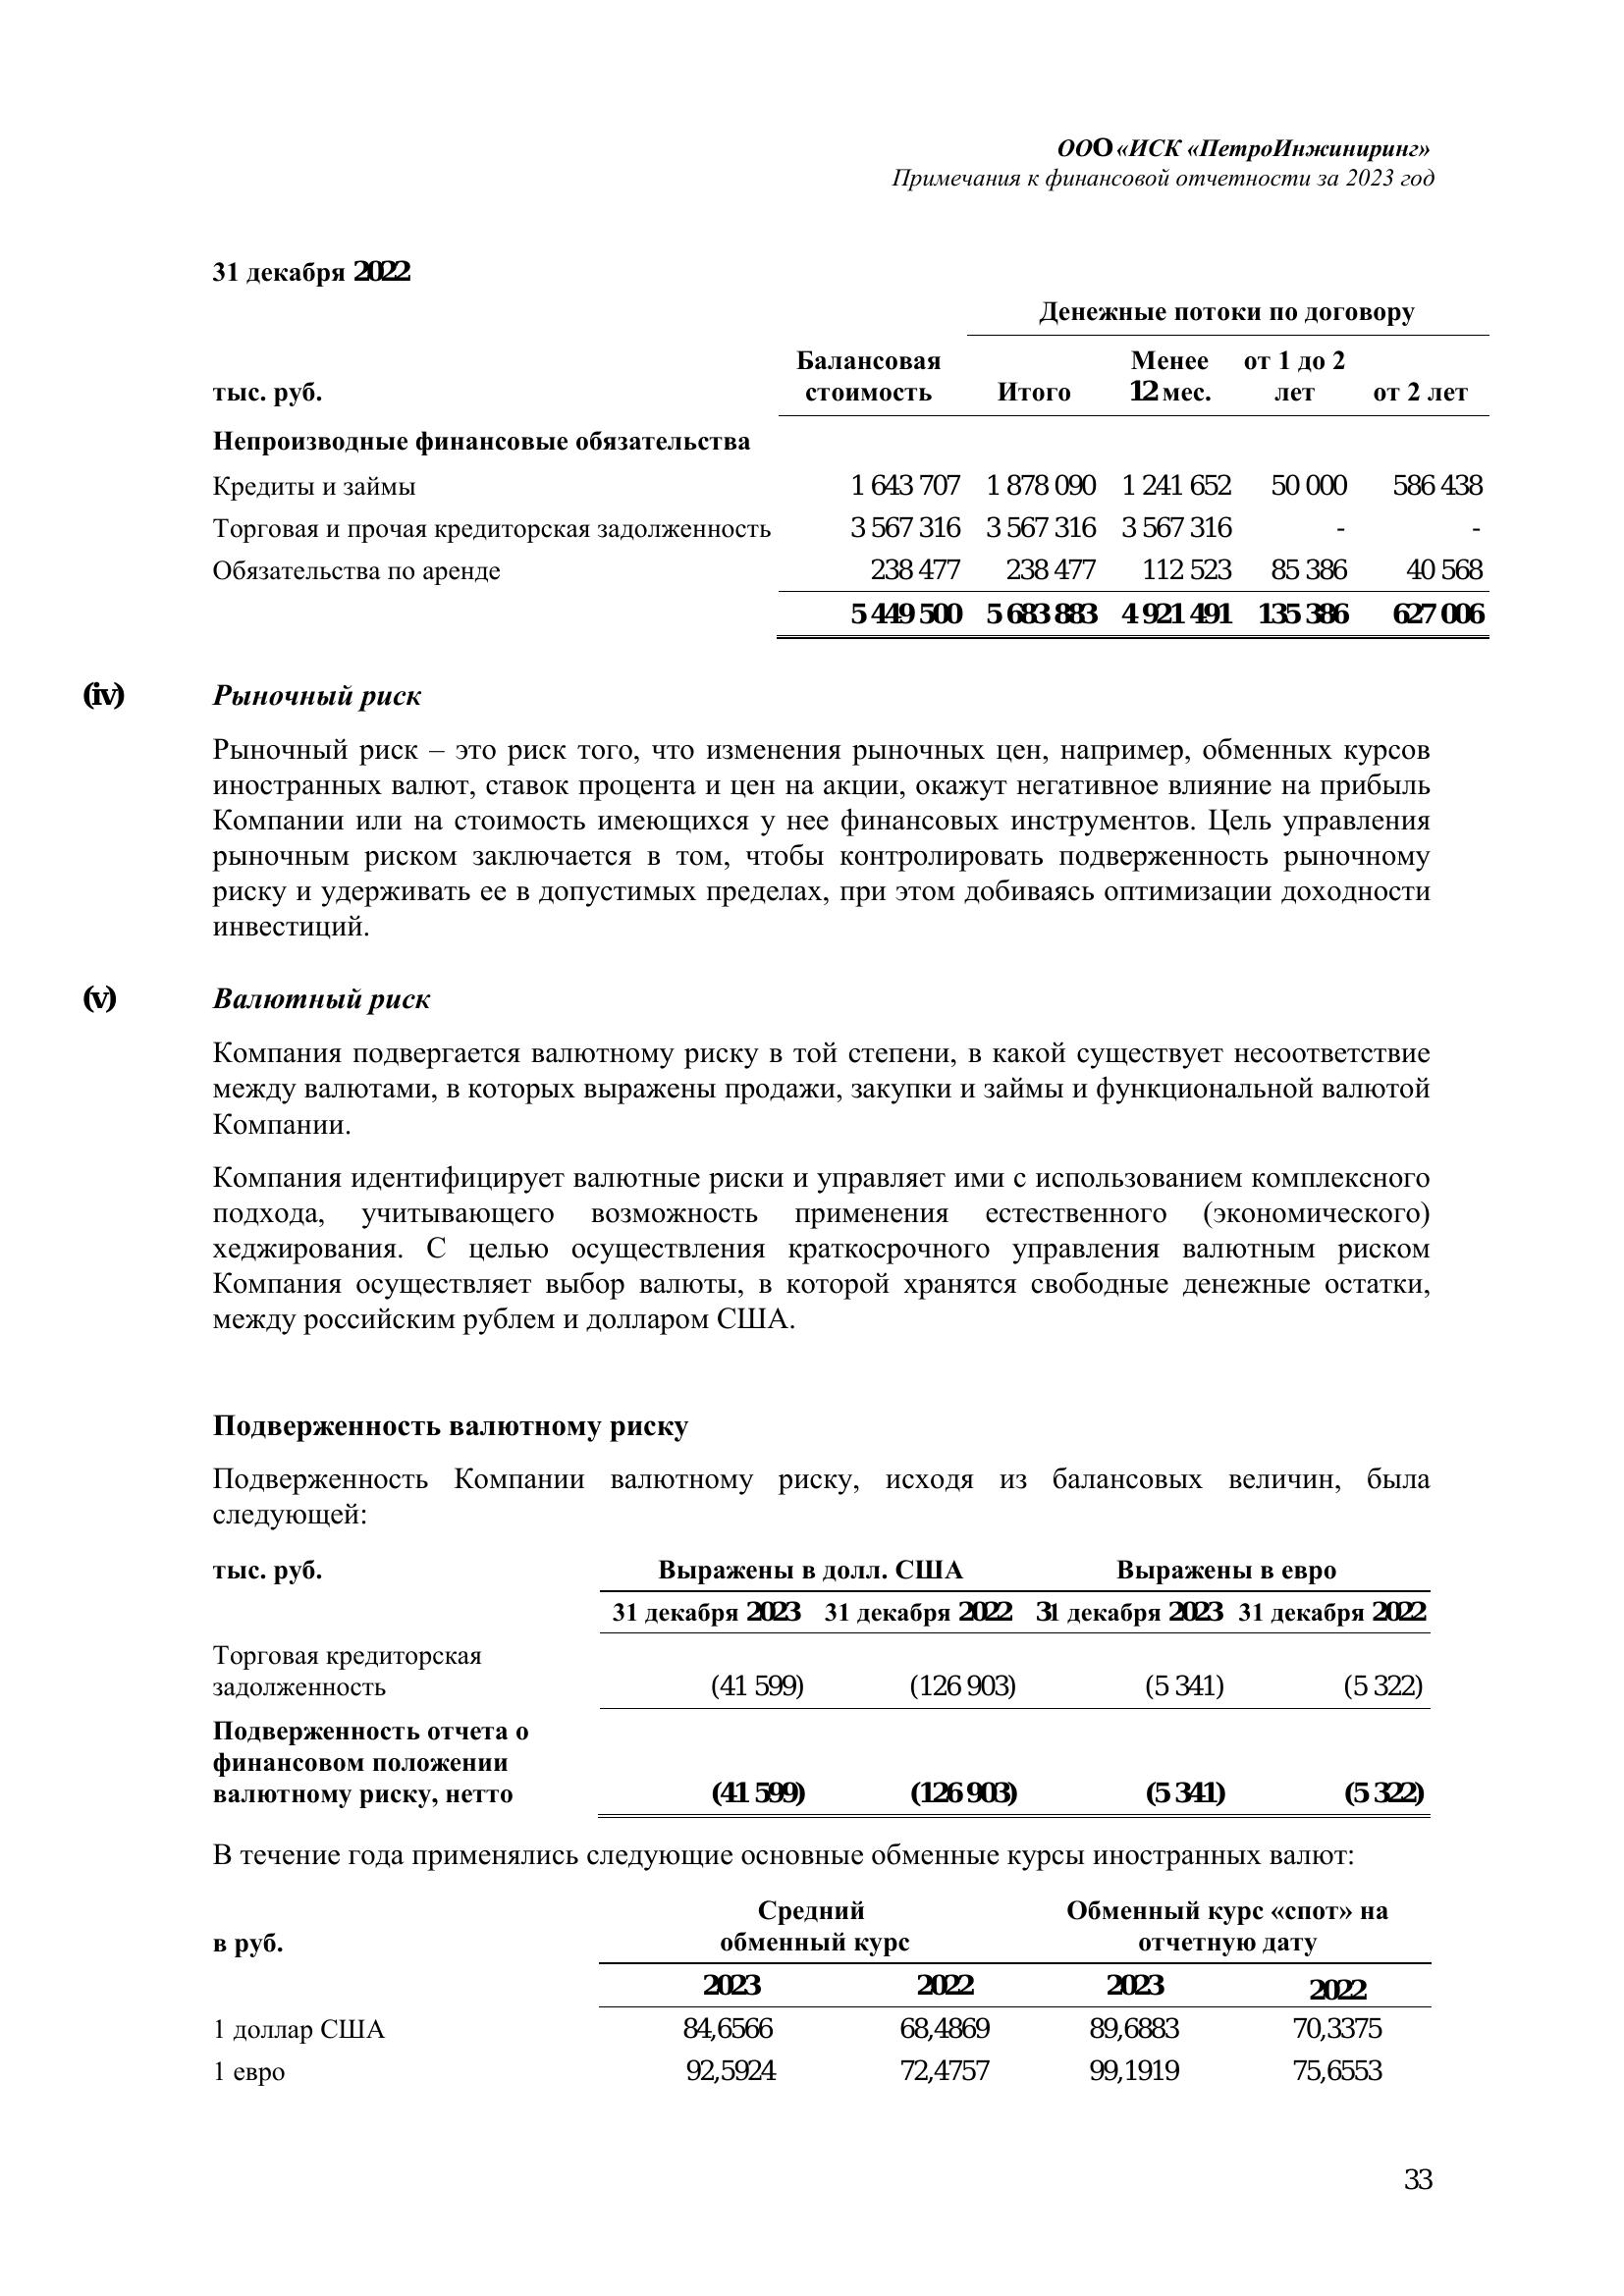 ООО «ИСК «ПетроИнжиниринг»
Примечания к финансовой отчетности за 2023 год
31 декабря 2022
Денежные потоки по договору
тыс. руб. Балансовая стоимость Итого Менее 12 мес. от 1 до 2 лет от 2 лет
Непроизводные финансовые обязательства
Кредиты и займы 1 643 707 1 878 090 1 241 652 50 000 586 438
Торговая и прочая кредиторская задолженность 3 567 316 3 567 316 3 567 316 - -
Обязательства по аренде 238 477 238 477 112 523 85 386 40 568
5 449 500 5 683 883 4 921 491 135 386 627 006
(iv) Рыночный риск
Рыночный риск – это риск того, что изменения рыночных цен, например, обменных курсов
иностранных валют, ставок процента и цен на акции, окажут негативное влияние на прибыль
Компании или на стоимость имеющихся у нее финансовых инструментов. Цель управления
рыночным риском заключается в том, чтобы контролировать подверженность рыночному
риску и удерживать ее в допустимых пределах, при этом добиваясь оптимизации доходности
инвестиций.
(v) Валютный риск
Компания подвергается валютному риску в той степени, в какой существует несоответствие
между валютами, в которых выражены продажи, закупки и займы и функциональной валютой
Компании.
Компания идентифицирует валютные риски и управляет ими с использованием комплексного
подхода, учитывающего возможность применения естественного (экономического)
хеджирования. С целью осуществления краткосрочного управления валютным риском
Компания осуществляет выбор валюты, в которой хранятся свободные денежные остатки,
между российским рублем и долларом США.
Подверженность валютному риску
Подверженность Компании валютному риску, исходя из балансовых величин, была
следующей:
тыс. руб. Выражены в долл. США Выражены в евро
31 декабря 2023 31 декабря 2022 31 декабря 2023 31 декабря 2022
Торговая кредиторская
задолженность (41 599) (126 903) (5 341) (5 322)
Подверженность отчета о
финансовом положении
валютному риску, нетто (41 599) (126 903) (5 341) (5 322)
В течение года применялись следующие основные обменные курсы иностранных валют:
в руб. Средний обменный курс Обменный курс «спот» на отчетную дату
2023 2022 2023 2022
1 доллар США 84,6566 68,4869 89,6883 70,3375
1 евро 92,5924 72,4757 99,1919 75,6553
33